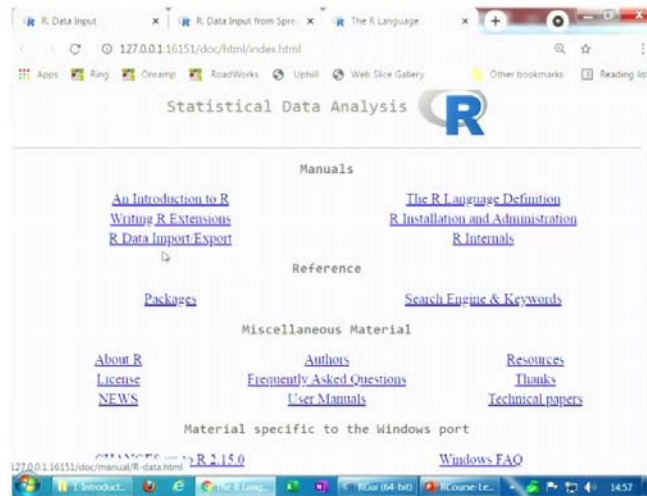 R: Data Input
R: Data Input from Spre
The R Language
127.0.0.1:16151/doc/html/index.html
Apps Ring Onramp RoadWorks Uphill Web Slice Gallery Other bookmarks Reading list
Statistical Data Analysis R
Manuals
An Introduction to R The R Language Definition
Writing R Extensions R Installation and Administration
R Data Import/Export R Internals
Reference
Packages Search Engine & Keywords
Miscellaneous Material
About R Authors Resources
License Frequently Asked Questions Thanks
NEWS User Manuals Technical papers
Material specific to the Windows port
CHANGES up to R 2.15.0 Windows FAQ
127.0.0.1:16151/doc/manual/R-data.html
1-Introduct... The R Lang... RGui (64-bit) RCourse-Le... 14:57